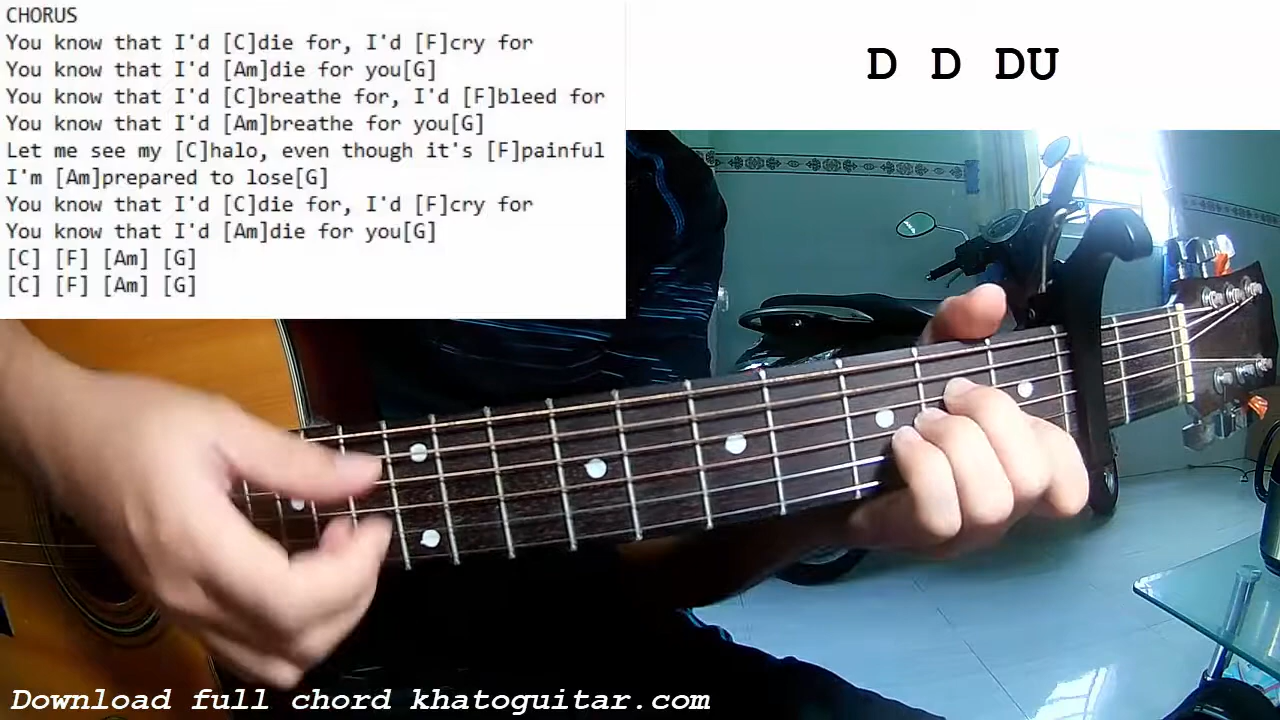 CHORUS
You know that I'd [C]die for, I'd [F]cry for
You know that I'd [Am]die for you[G]
You know that I'd [C]breathe for, I'd [F]bleed for
You know that I'd [Am]breathe for you[G]
Let me see my [C]halo, even though it's [F]painful
I'm [Am]prepared to lose[G]
You know that I'd [C]die for, I'd [F]cry for
You know that I'd [Am]die for you[G]
[C] [F] [Am] [G]
[C] [F] [Am] [G]
D D DU
Download full chord khatoguitar.com